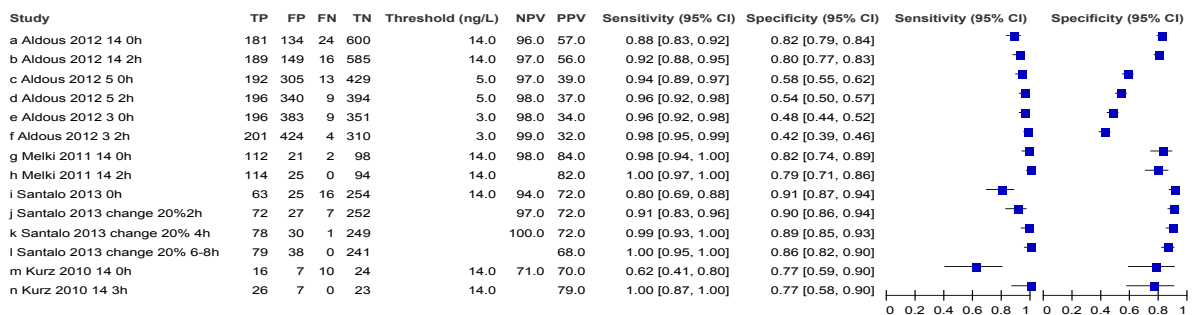 Study TP FP FN TN Threshold (ng/L) NPV PPV Sensitivity (95% CI) Specificity (95% CI) Sensitivity (95% CI) Specificity (95% CI)
a Aldous 2012 14 0h 181 134 24 600 14.0 96.0 57.0 0.88 [0.83, 0.92] 0.82 [0.79, 0.84]
b Aldous 2012 14 2h 189 149 16 585 14.0 97.0 56.0 0.92 [0.88, 0.95] 0.80 [0.77, 0.83]
c Aldous 2012 5 0h 192 305 13 429 5.0 97.0 39.0 0.94 [0.89, 0.97] 0.58 [0.55, 0.62]
d Aldous 2012 5 2h 196 340 9 394 5.0 98.0 37.0 0.96 [0.92, 0.98] 0.54 [0.50, 0.57]
e Aldous 2012 3 0h 196 383 9 351 3.0 98.0 34.0 0.96 [0.92, 0.98] 0.48 [0.44, 0.52]
f Aldous 2012 3 2h 201 424 4 310 3.0 99.0 32.0 0.98 [0.95, 0.99] 0.42 [0.39, 0.46]
g Melki 2011 14 0h 112 21 2 98 14.0 98.0 84.0 0.98 [0.94, 1.00] 0.82 [0.74, 0.89]
h Melki 2011 14 2h 114 25 0 94 14.0 82.0 1.00 [0.97, 1.00] 0.79 [0.71, 0.86]
i Santalo 2013 0h 63 25 16 254 14.0 94.0 72.0 0.80 [0.69, 0.88] 0.91 [0.87, 0.94]
j Santalo 2013 change 20%2h 72 27 7 252 97.0 72.0 0.91 [0.83, 0.96] 0.90 [0.86, 0.94]
k Santalo 2013 change 20% 4h 78 30 1 249 100.0 72.0 0.99 [0.93, 1.00] 0.89 [0.85, 0.93]
l Santalo 2013 change 20% 6-8h 79 38 0 241 68.0 1.00 [0.95, 1.00] 0.86 [0.82, 0.90]
m Kurz 2010 14 0h 16 7 10 24 14.0 71.0 70.0 0.62 [0.41, 0.80] 0.77 [0.59, 0.90]
n Kurz 2010 14 3h 26 7 0 23 14.0 79.0 1.00 [0.87, 1.00] 0.77 [0.58, 0.90]
0 0.2 0.4 0.6 0.8 1 0 0.2 0.4 0.6 0.8 1